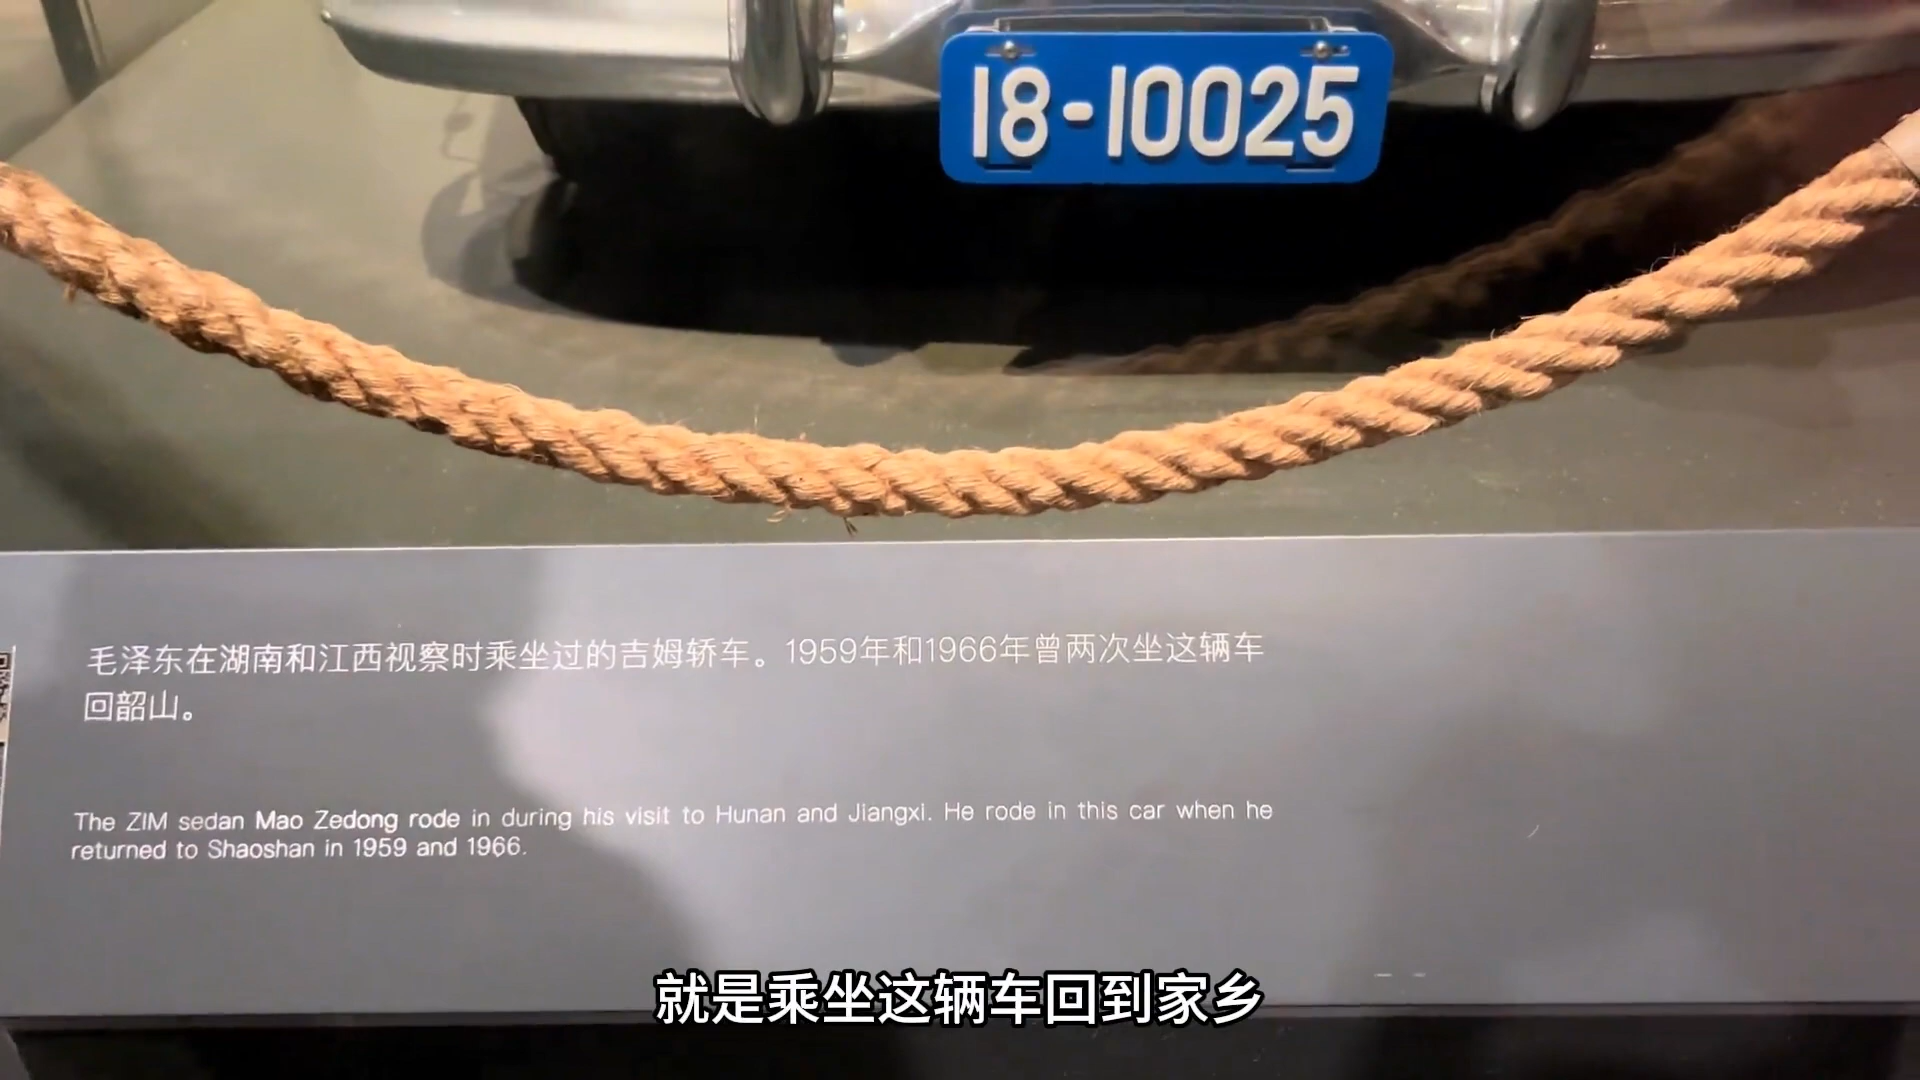 18-10025
毛泽东在湖南和江西视察时乘坐过的吉姆轿车。1959年和1966年曾两次坐这辆车
回韶山。
The ZIM sedan Mao Zedong rode in during his visit to Hunan and Jiangxi. He rode in this car when he
returned to Shaoshan in 1959 and 1966.
就是乘坐这辆车回到家乡